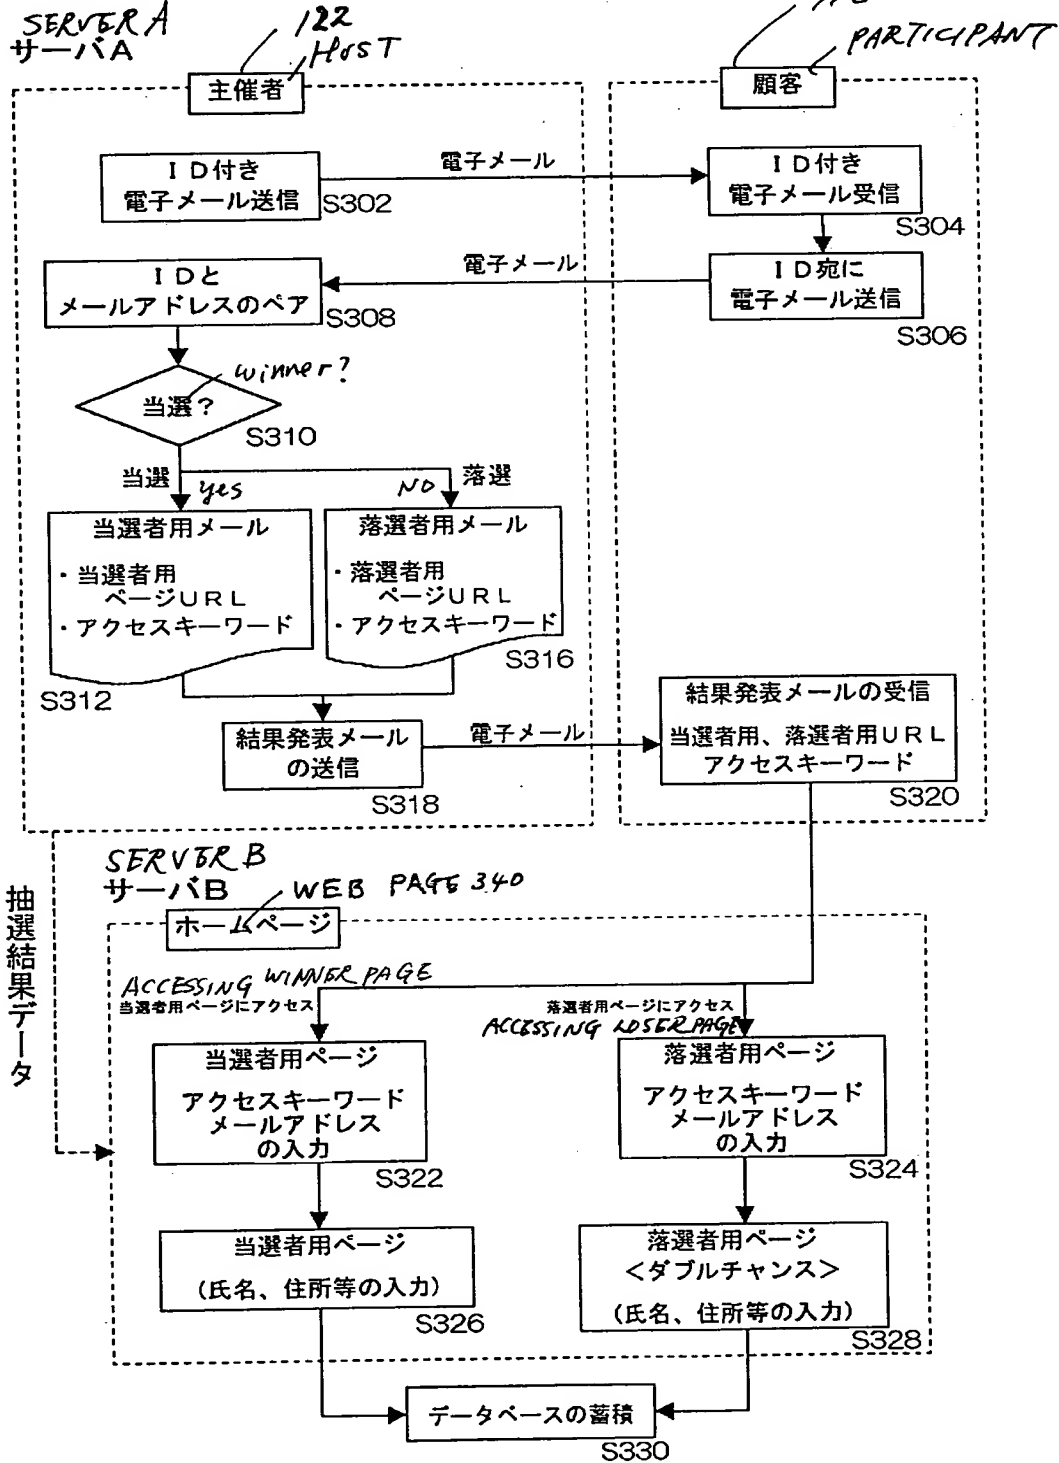 SERVER A
サーバA
122
HOST
PARTICIPANT
主催者
顧客
ID付き
電子メール送信
S302
電子メール
ID付き
電子メール受信
S304
IDと
メールアドレスのペア
S308
電子メール
ID宛に
電子メール送信
S306
winner?
当選?
S310
当選
yes
NO
落選
当選者用メール
・当選者用
ページURL
・アクセスキーワード
S312
落選者用メール
・落選者用
ページURL
・アクセスキーワード
S316
結果発表メール
の送信
S318
電子メール
結果発表メールの受信
当選者用、落選者用URL
アクセスキーワード
S320
抽選結果データ
SERVER B
サーバB
WEB PAGE 340
ホームページ
ACCESSING WINNER PAGE
当選者用ページにアクセス
落選者用ページにアクセス
ACCESSING LOSER PAGE
当選者用ページ
アクセスキーワード
メールアドレス
の入力
S322
落選者用ページ
アクセスキーワード
メールアドレス
の入力
S324
当選者用ページ
(氏名、住所等の入力)
S326
落選者用ページ
<ダブルチャンス>
(氏名、住所等の入力)
S328
データベースの蓄積
S330